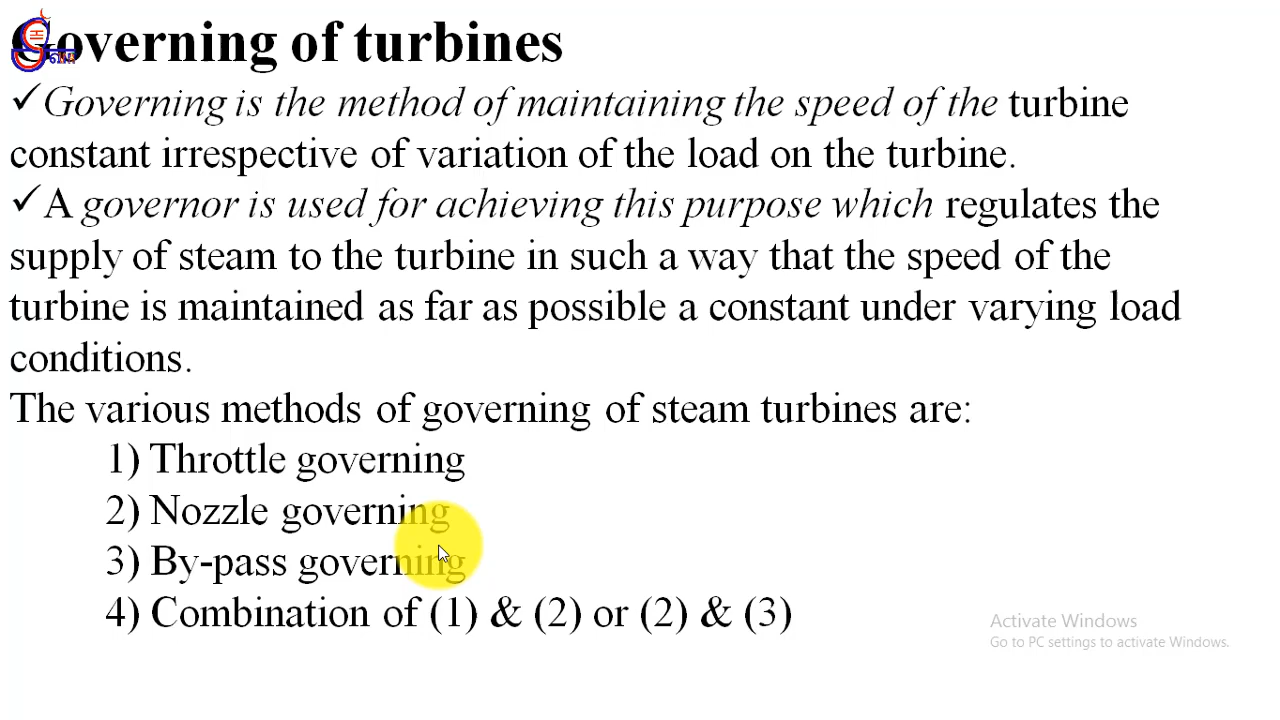 Governing of turbines
✓Governing is the method of maintaining the speed of the turbine
constant irrespective of variation of the load on the turbine.
✓A governor is used for achieving this purpose which regulates the
supply of steam to the turbine in such a way that the speed of the
turbine is maintained as far as possible a constant under varying load
conditions.
The various methods of governing of steam turbines are:
1) Throttle governing
2) Nozzle governing
3) By-pass governing
4) Combination of (1) & (2) or (2) & (3)
Activate Windows
Go to PC settings to activate Windows.